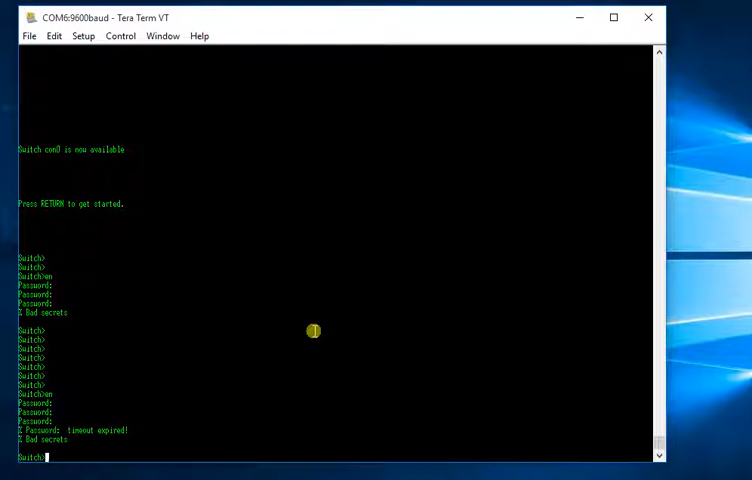 COM6:9600baud - Tera Term VT
File Edit Setup Control Window Help
Switch con0 is now available
Press RETURN to get started.
Switch>
Switch>
Switch>en
Password:
Password:
Password:
% Bad secrets
Switch>
Switch>
Switch>
Switch>
Switch>
Switch>
Switch>
Switch>en
Password:
Password:
Password:
% Password: timeout expired!
% Bad secrets
Switch>